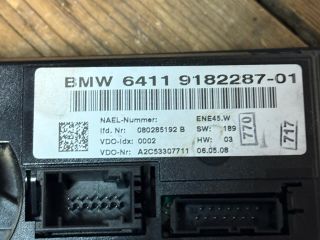 BMW 6411 9182287-01
NAEL-Nummer: ENE45.W
lfd. Nr: 080285192 B SW: 189
VDO-Idx: 0002 HW: 03
VDO-Nr: A2C53307711 06.05.08
770
717